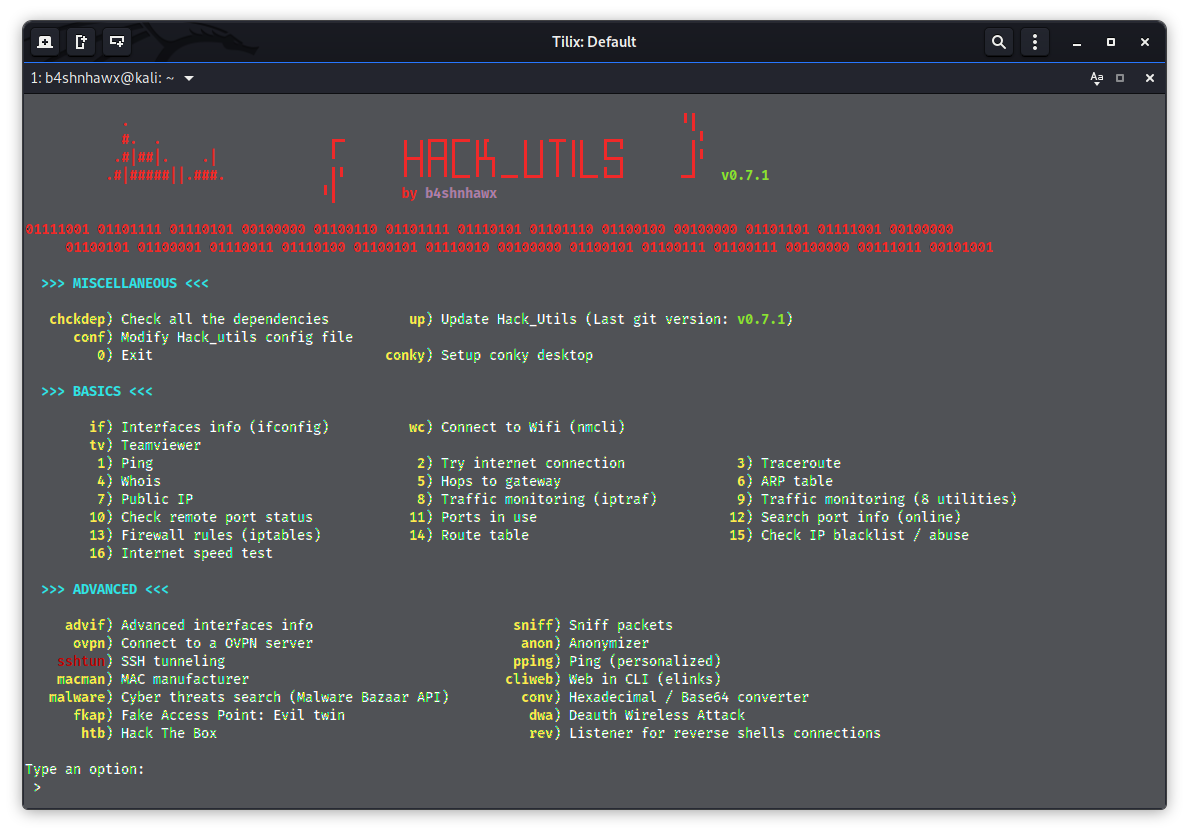 Tilix: Default
1: b4shnhawx@kali: ~
Aa
HACK_UTILS
v0.7.1
by b4shnhawx
01111001 01101111 01110101 00100000 01100110 01101111 01110101 01101110 01100100 00100000 01101101 01111001 00100000
01100101 01100001 01110011 01110100 01100101 01110010 00100000 01100101 01100111 01100111 00100000 00111011 00101001
>>> MISCELLANEOUS <<<
chckdep) Check all the dependencies up) Update Hack_Utils (Last git version: v0.7.1)
conf) Modify Hack_utils config file
0) Exit conky) Setup conky desktop
>>> BASICS <<<
if) Interfaces info (ifconfig) wc) Connect to Wifi (nmcli)
tv) Teamviewer
1) Ping 2) Try internet connection 3) Traceroute
4) Whois 5) Hops to gateway 6) ARP table
7) Public IP 8) Traffic monitoring (iptraf) 9) Traffic monitoring (8 utilities)
10) Check remote port status 11) Ports in use 12) Search port info (online)
13) Firewall rules (iptables) 14) Route table 15) Check IP blacklist / abuse
16) Internet speed test
>>> ADVANCED <<<
advif) Advanced interfaces info sniff) Sniff packets
ovpn) Connect to a OVPN server anon) Anonymizer
sshtun) SSH tunneling pping) Ping (personalized)
macman) MAC manufacturer cliweb) Web in CLI (elinks)
malware) Cyber threats search (Malware Bazaar API) conv) Hexadecimal / Base64 converter
fkap) Fake Access Point: Evil twin dwa) Deauth Wireless Attack
htb) Hack The Box rev) Listener for reverse shells connections
Type an option:
>